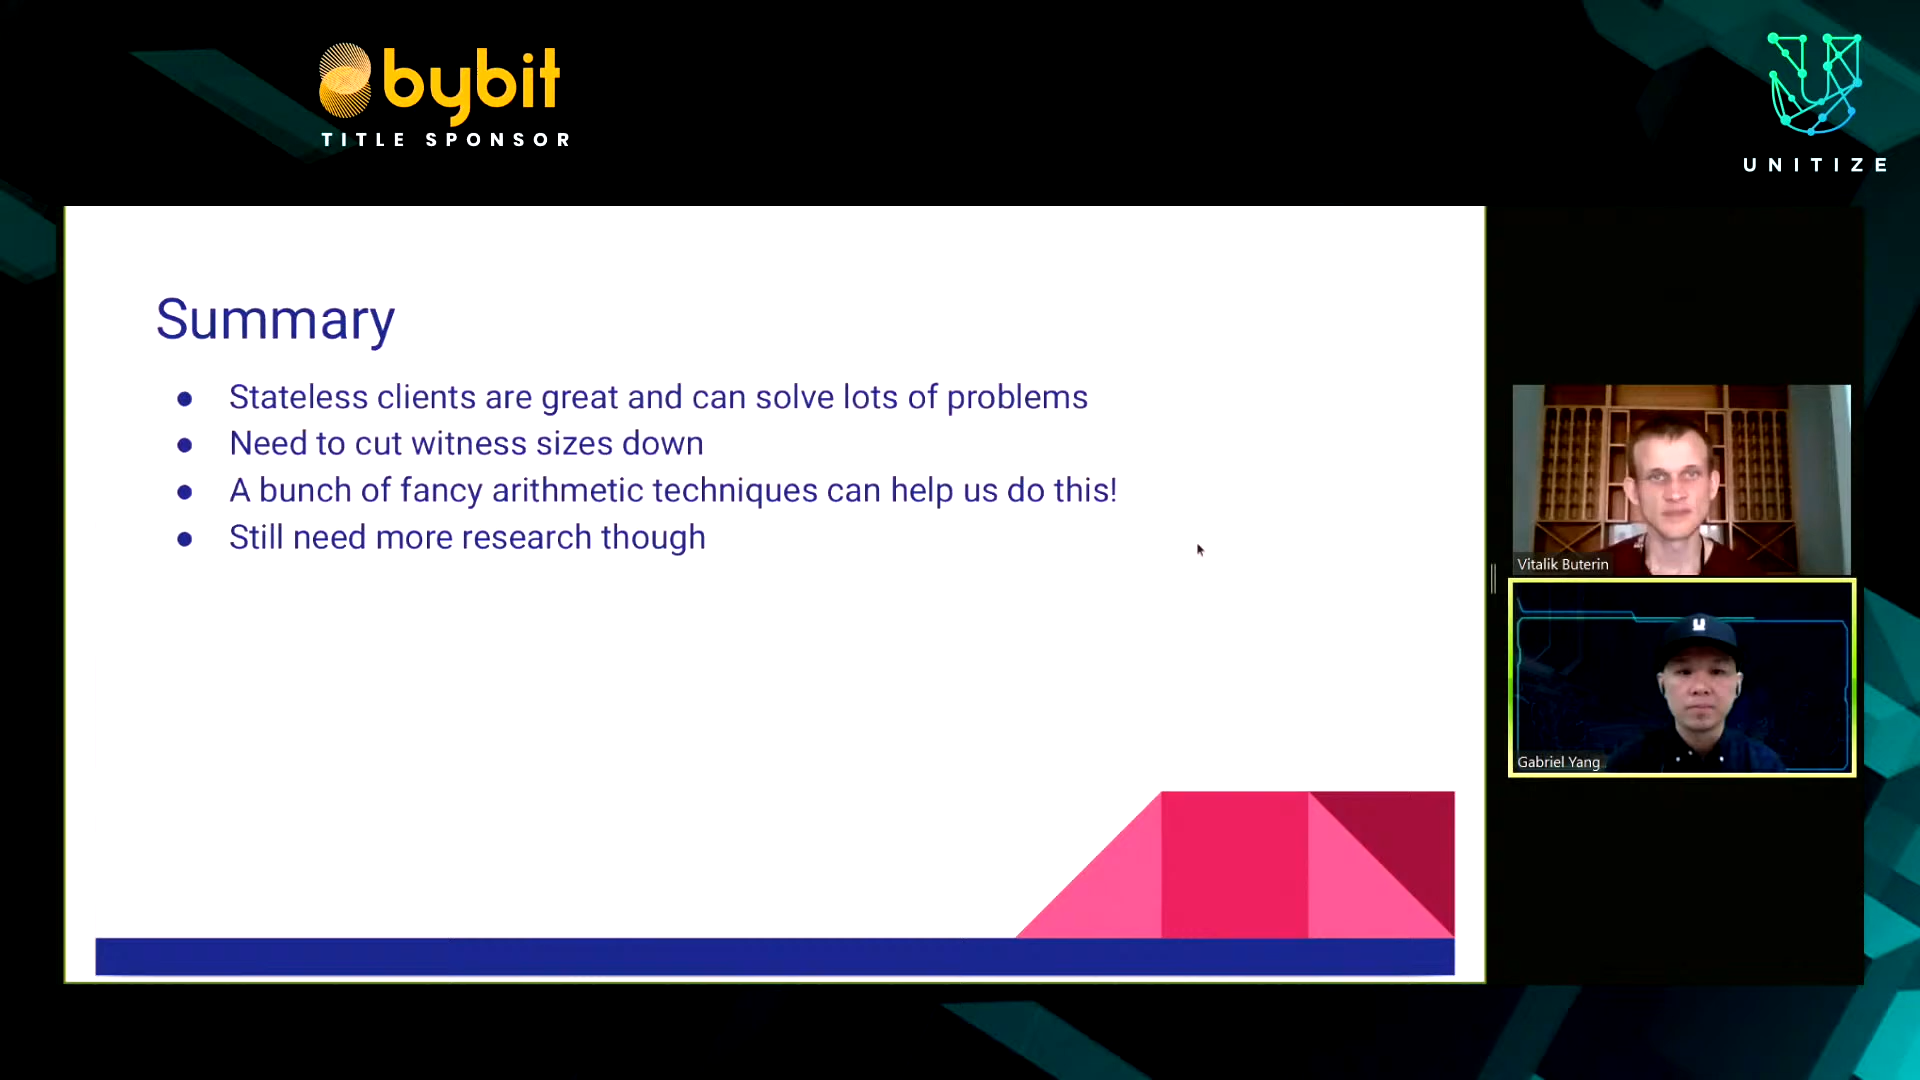 bybit
TITLE SPONSOR
UNITIZE
Summary
● Stateless clients are great and can solve lots of problems
● Need to cut witness sizes down
● A bunch of fancy arithmetic techniques can help us do this!
● Still need more research though
Vitalik Buterin
U
Gabriel Yang